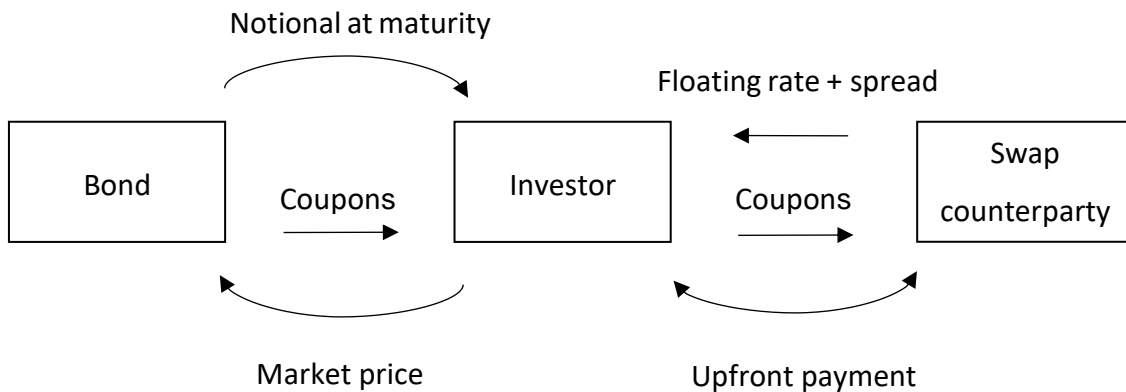 Notional at maturity
Floating rate + spread
Bond
Investor
Swap
counterparty
Coupons
Coupons
Market price
Upfront payment